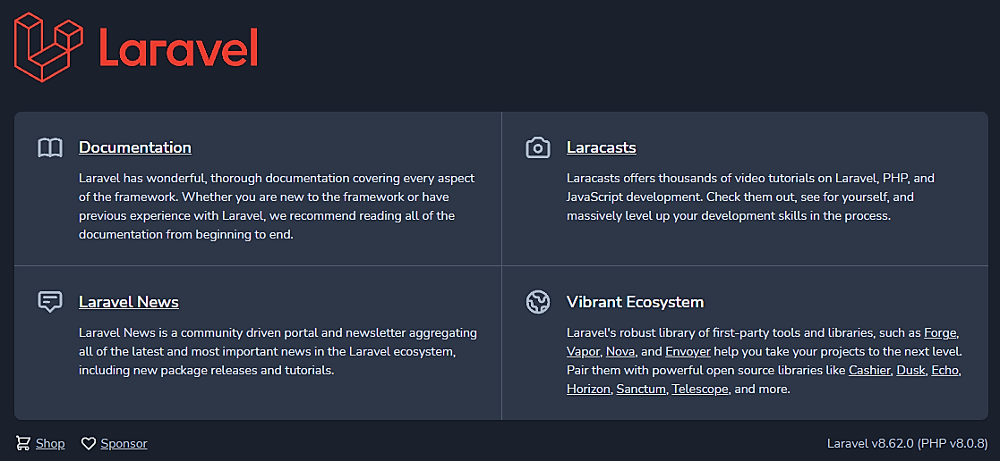 Laravel
Documentation
Laravel has wonderful, thorough documentation covering every aspect
of the framework. Whether you are new to the framework or have
previous experience with Laravel, we recommend reading all of the
documentation from beginning to end.
Laracasts
Laracasts offers thousands of video tutorials on Laravel, PHP, and
JavaScript development. Check them out, see for yourself, and
massively level up your development skills in the process.
Laravel News
Laravel News is a community driven portal and newsletter aggregating
all of the latest and most important news in the Laravel ecosystem,
including new package releases and tutorials.
Vibrant Ecosystem
Laravel's robust library of first-party tools and libraries, such as Forge,
Vapor, Nova, and Envoyer help you take your projects to the next level.
Pair them with powerful open source libraries like Cashier, Dusk, Echo,
Horizon, Sanctum, Telescope, and more.
Shop Sponsor
Laravel v8.62.0 (PHP v8.0.8)